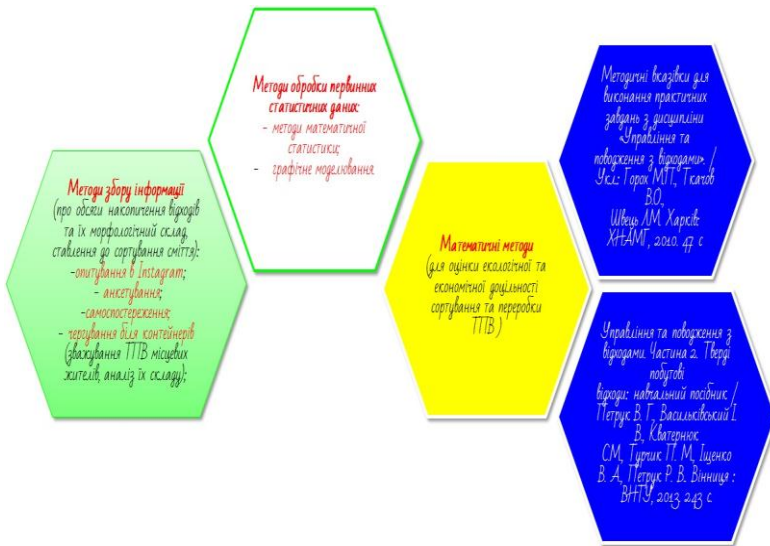 Методи збору інформації
(про обсяги накопичення відходів
та їх морфологічний склад,
ставлення до сортування сміття):
-опитування в Instagram;
- анкетування;
-самоспостереження;
- чергування біля контейнерів
(зважування ТПВ місцевих
жителів, аналіз їх складу);
Методи обробки первинних
статистичних даних:
- методи математичної
статистики;
- графічне моделювання.
Математичні методи
(для оцінки екологічної та
економічної доцільності
сортування та переробки
ТПВ )
Методичні вказівки для
виконання практичних
завдань з дисципліни
«Управління та
поводження з відходами». /
Укл.: Горох М.П., Ткачов
В.О.,
Швець Л.М. Харків:
ХНАМГ, 2010. 47 с
Управління та поводження з
відходами. Частина 2. Тверді
побутові
відходи: навчальний посібник /
Петрук В. Г., Васильківський І.
В., Кватернюк
С.М., Турчик П. М., Іщенко
В. А., Петрук Р. В. Вінниця :
ВНТУ, 2013. 243 с.